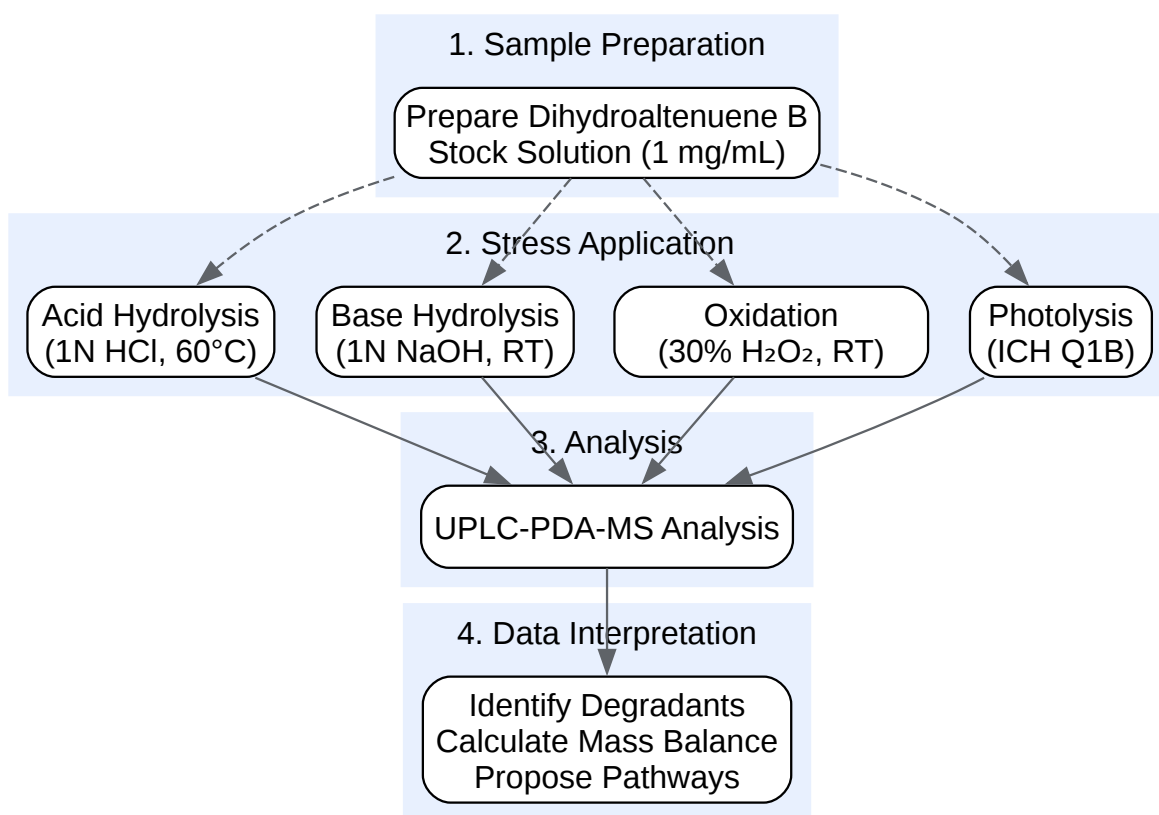 1. Sample Preparation
Prepare Dihydroaltenuene B
Stock Solution (1 mg/mL)
2. Stress Application
Acid Hydrolysis
(1N HCl, 60°C)
Base Hydrolysis
(1N NaOH, RT)
Oxidation
(30% H₂O₂, RT)
Photolysis
(ICH Q1B)
3. Analysis
UPLC-PDA-MS Analysis
4. Data Interpretation
Identify Degradants
Calculate Mass Balance
Propose Pathways